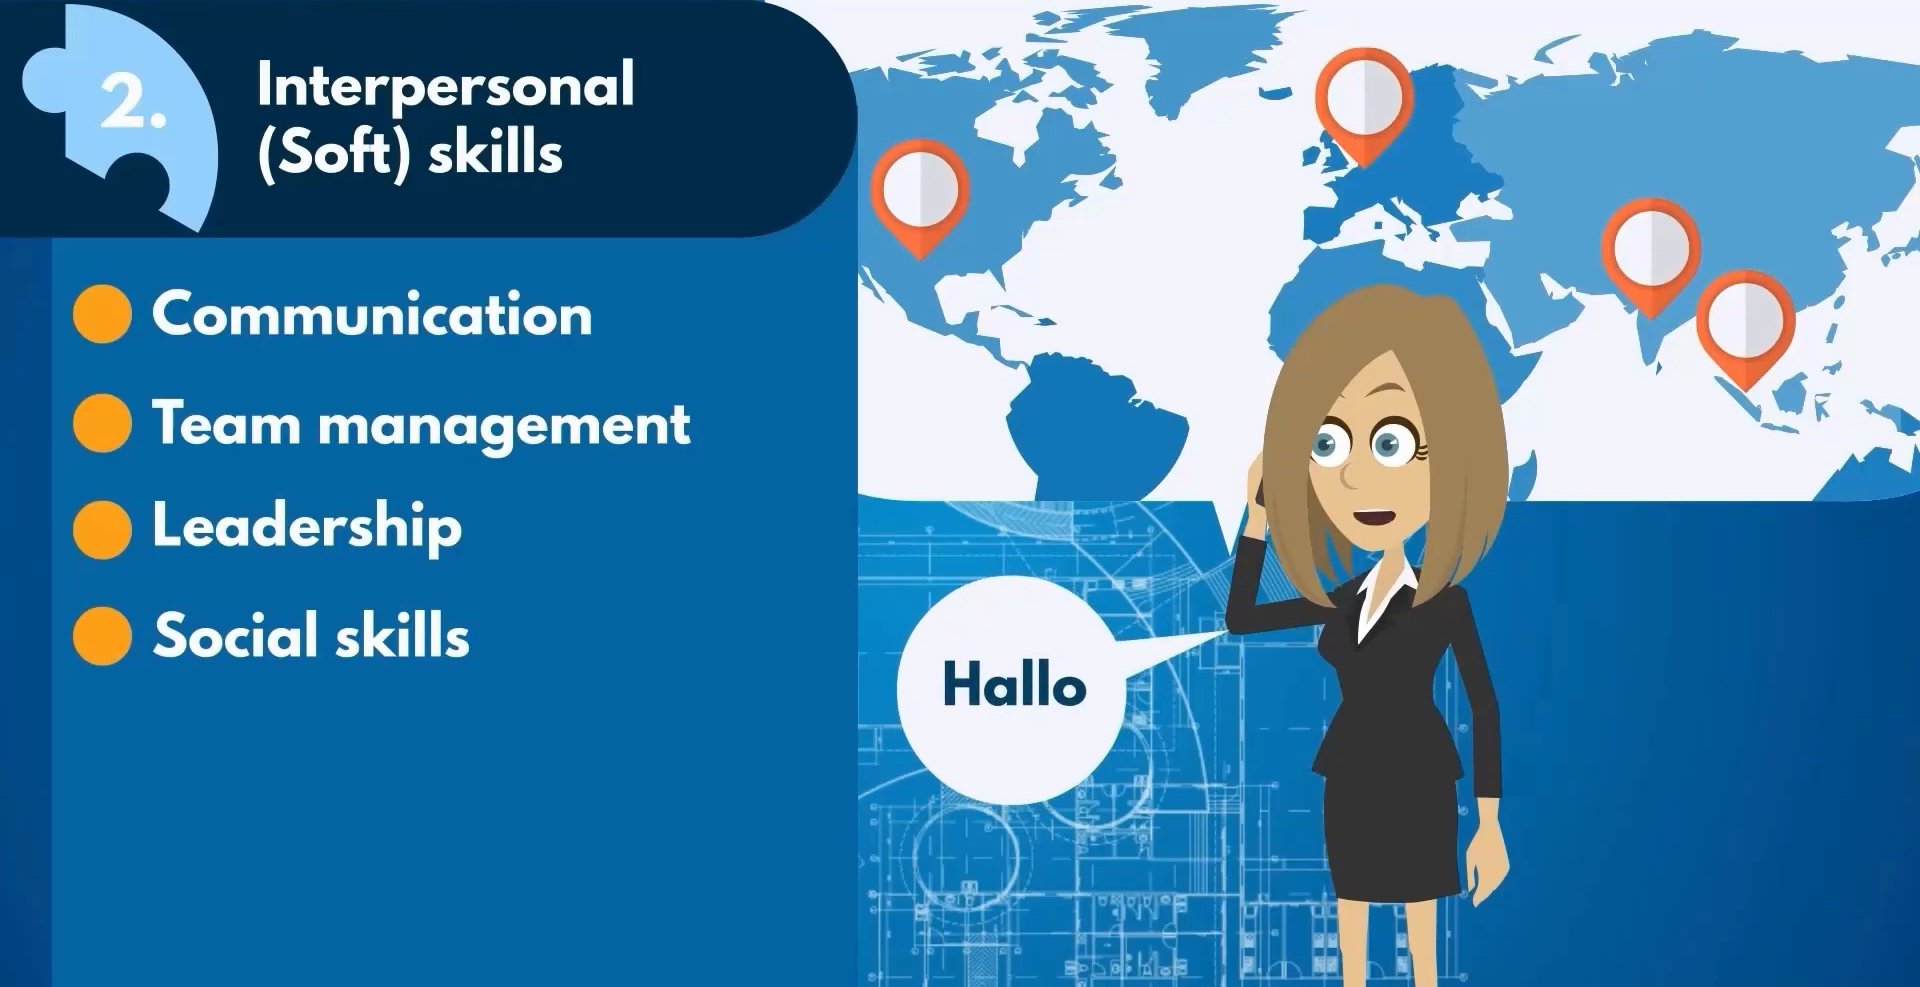 2.
Interpersonal
(Soft) skills
Communication
Team management
Leadership
Social skills
Hallo